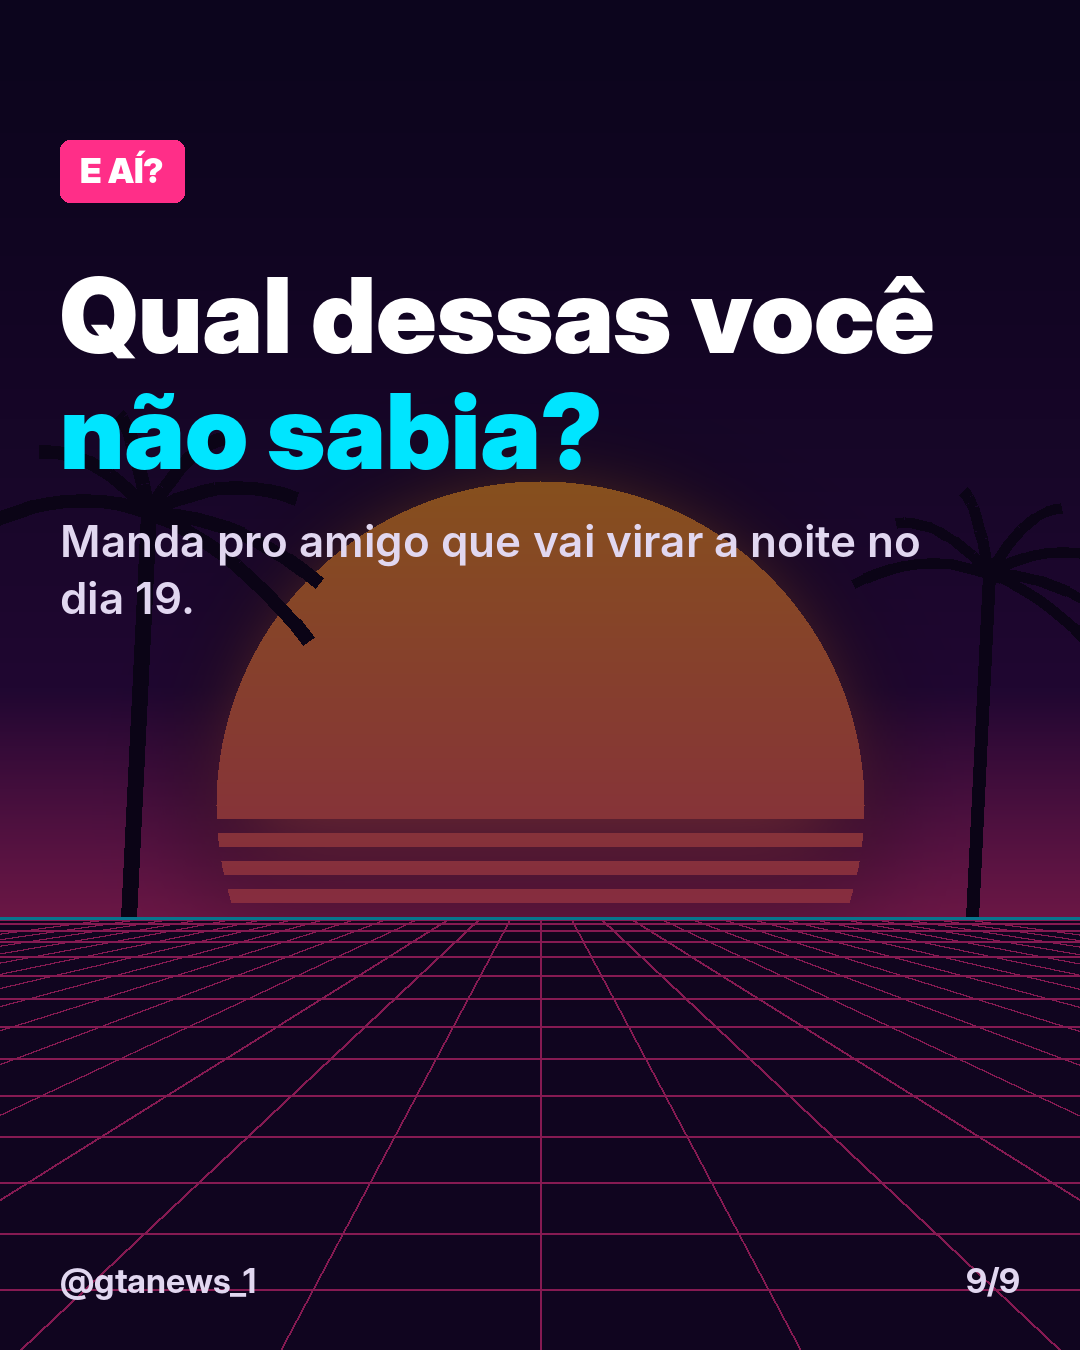 E AÍ?
Qual dessas você
não sabia?
Manda pro amigo que vai virar a noite no
dia 19.
@gtanews_1
9/9